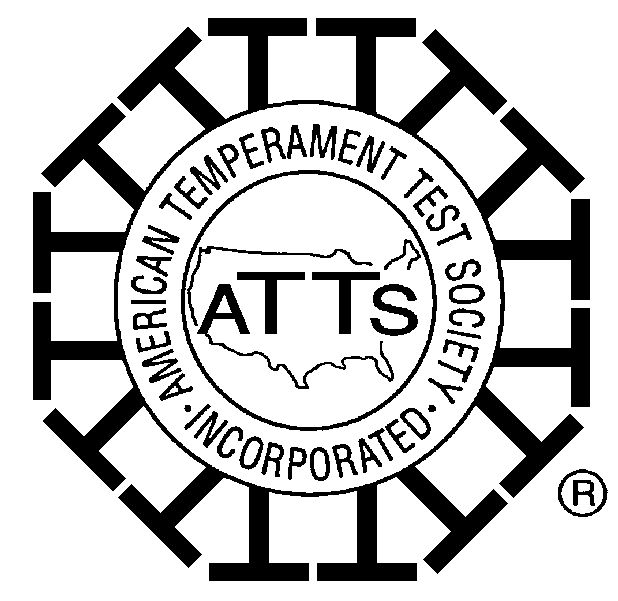 AMERICAN TEMPERAMENT TEST SOCIETY
· INCORPORATED ·
ATTS
®